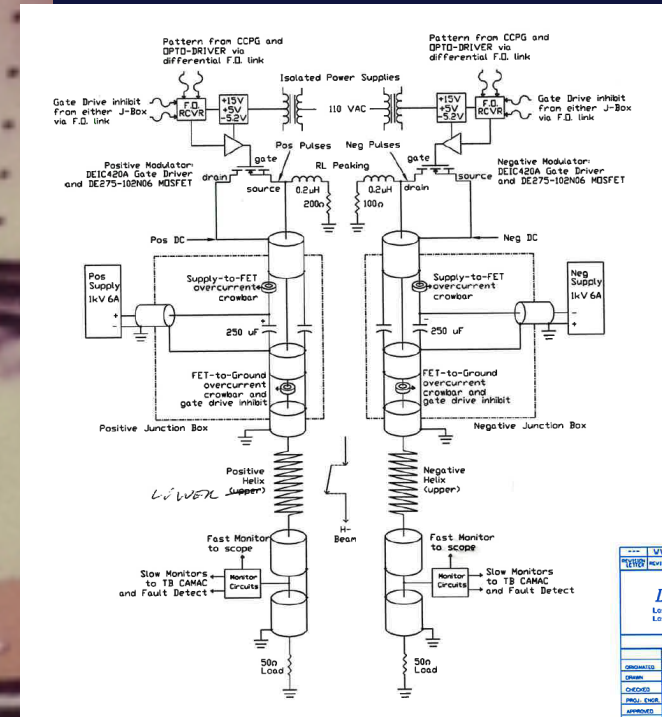 Pattern from CCPG and
OPTO-DRIVER via
differential F.O. link
Pattern from CCPG and
OPTO-DRIVER via
differential F.O. link
Isolated Power Supplies
Gate Drive inhibit
from either J-Box
via F.O. link
F.O.
RCVR
+15V
+5V
-5.2V
110 VAC
+15V
+5V
-5.2V
F.O.
RCVR
Gate Drive inhibit
from either J-Box
via F.O. link
Positive Modulator:
DEIC420A Gate Driver
and DE275-102N06 MOSFET
gate
drain
source
Pos Pulses
Neg Pulses
RL Peaking
0.2uH
200Ω
0.2uH
100Ω
gate
drain
source
Negative Modulator:
DEIC420A Gate Driver
and DE275-102N06 MOSFET
Pos DC
Neg DC
Pos
Supply
1kV 6A
+
-
Supply-to-FET
overcurrent
crowbar
+
250 uF
Supply-to-FET
overcurrent
crowbar
-
250 uF
Neg
Supply
1kV 6A
-
+
FET-to-Ground
overcurrent
crowbar and
gate drive inhibit
FET-to-Ground
overcurrent
crowbar and
gate drive inhibit
Positive Junction Box
Negative Junction Box
Positive
Helix
LOWER (upper)
Negative
Helix
(upper)
H-
Beam
Fast Monitor
to scope
Slow Monitors
to TB CAMAC
and Fault Detect
Monitor
Circuits
Fast Monitor
to scope
Monitor
Circuits
Slow Monitors
to TB CAMAC
and Fault Detect
50Ω
Load
50Ω
Load
---
REVISION
LETTER
ORIGINATED
DRAWN
CHECKED
PROJ. ENGR.
APPROVED